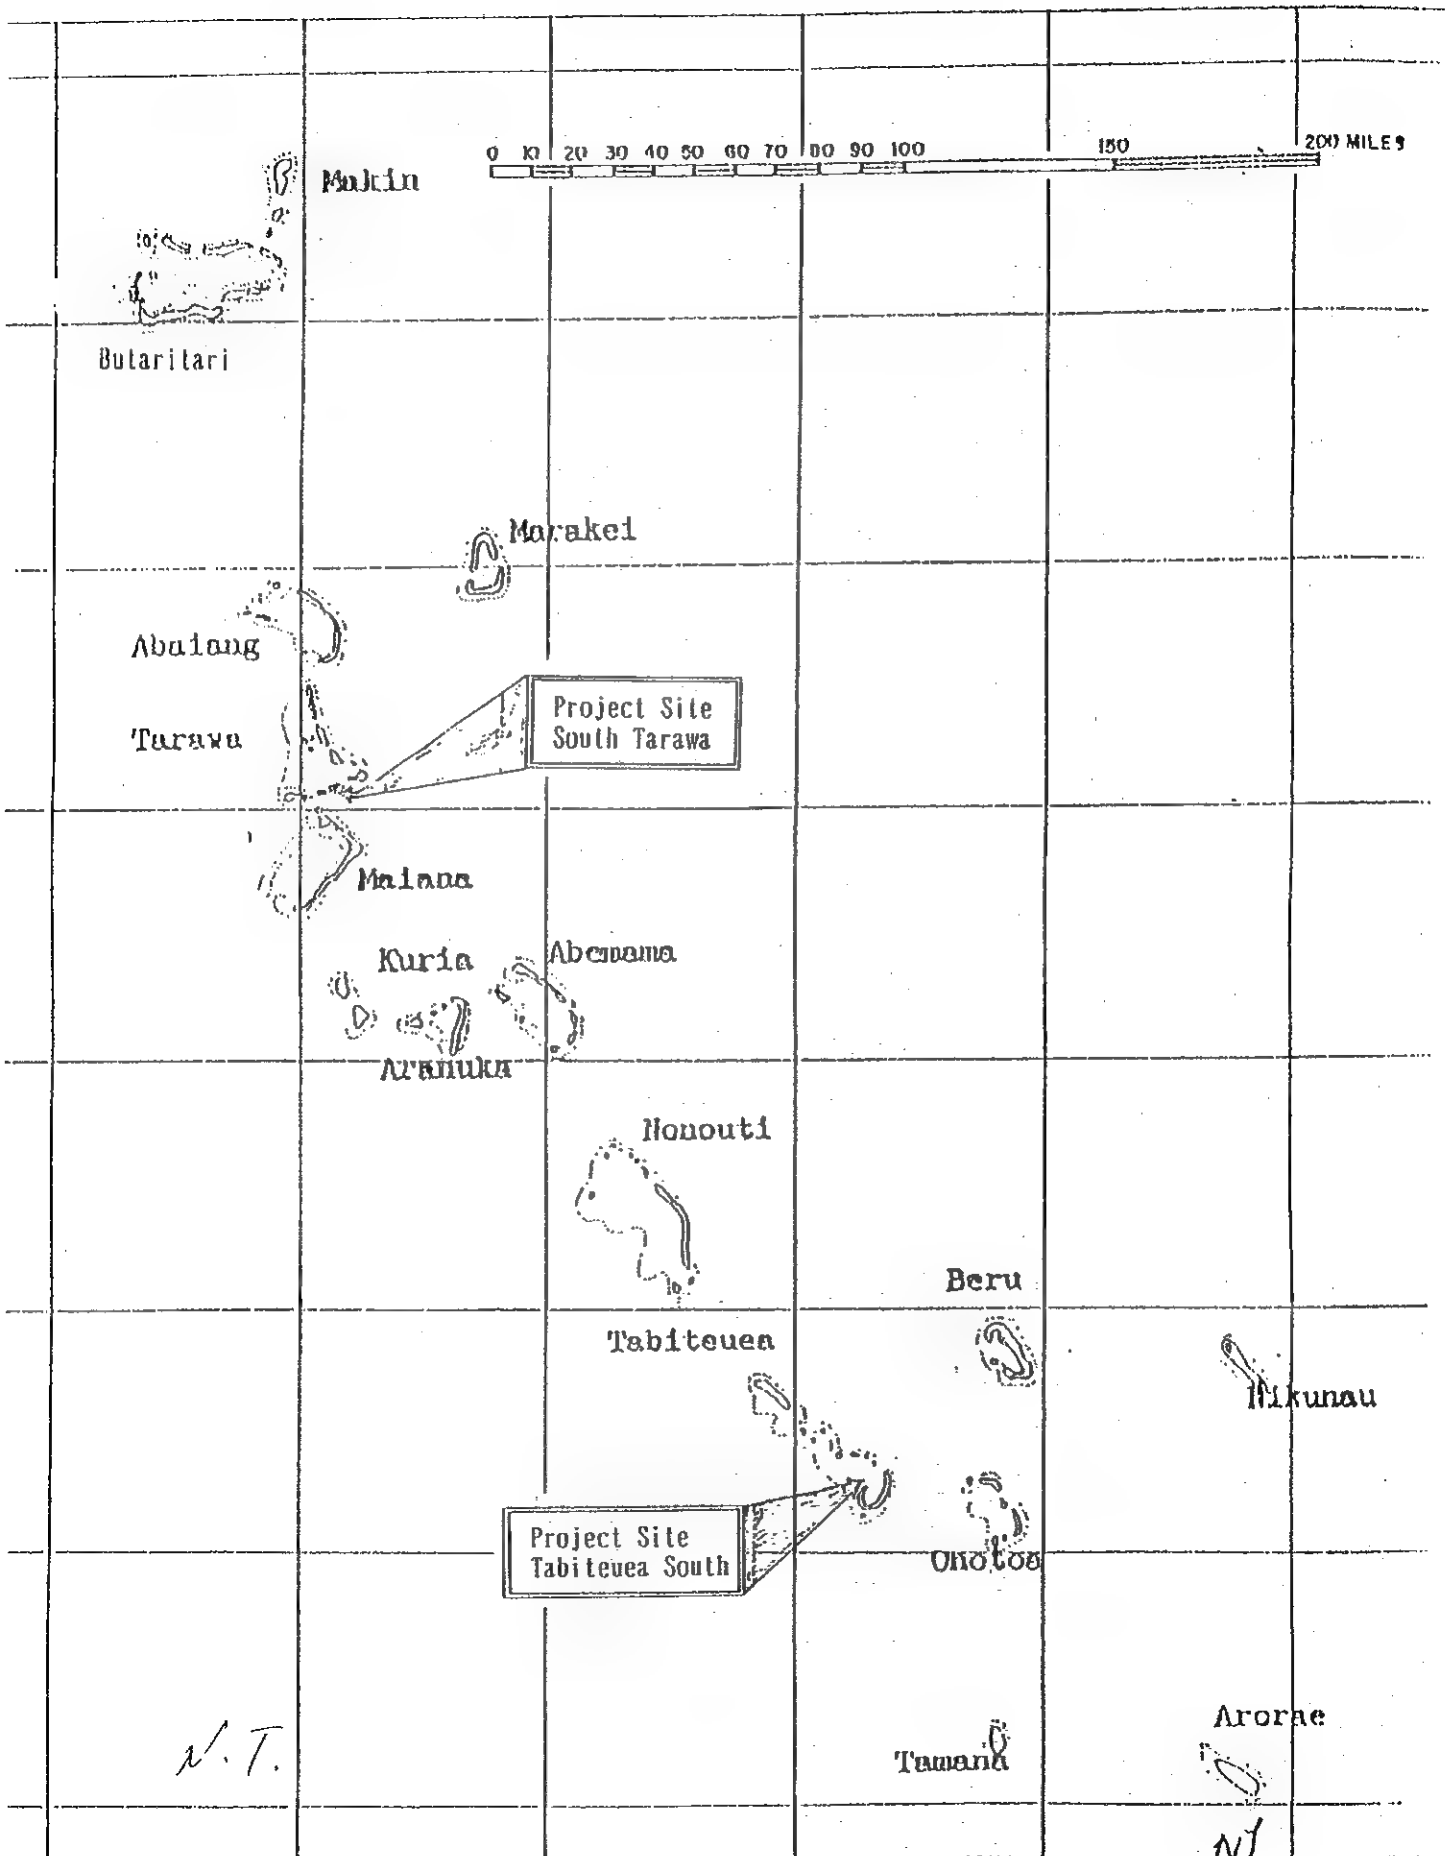 0 10 20 30 40 50 60 70 80 90 100 150 200 MILES
Makin
Butaritari
Marakei
Abaiang
Project Site
South Tarawa
Tarawa
Maiana
Kuria
Abemama
Aranuka
Nonouti
Beru
Tabiteuea
Nikunau
Project Site
Tabiteuea South
Onotoa
Arorae
N.T.
Tamana
NT